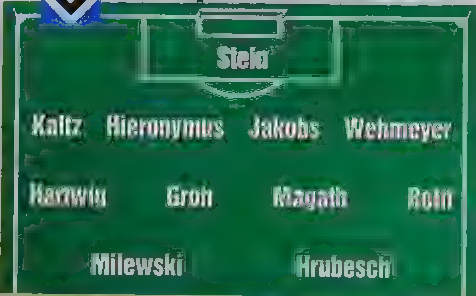 Stein
Kaltz Hieronymus Jakobs Wehmeyer
Hartwig Groh Magath Rolff
Milewski Hrubesch